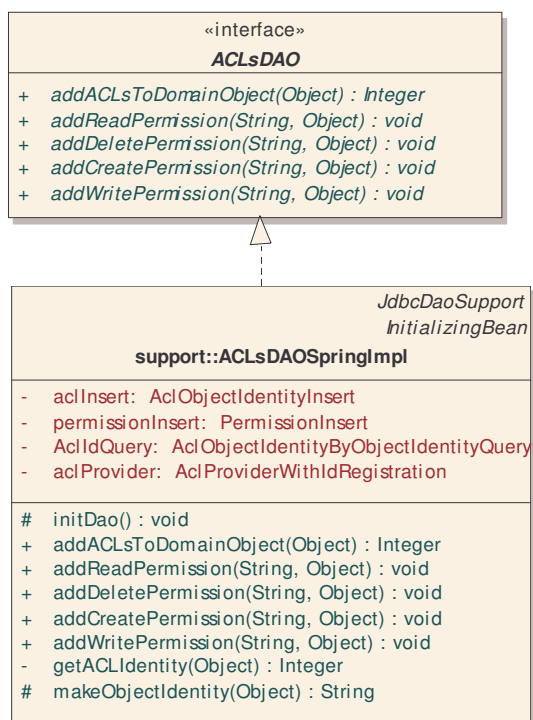 «interface»
ACLsDAO
+ addACLsToDomainObject(Object) : Integer
+ addReadPermission(String, Object) : void
+ addDeletePermission(String, Object) : void
+ addCreatePermission(String, Object) : void
+ addWritePermission(String, Object) : void
JdbcDaoSupport
InitializingBean
support::ACLsDAOSpringImpl
- aclInsert: AclObjectIdentityInsert
- permissionInsert: PermissionInsert
- AclIdQuery: AclObjectIdentityByObjectIdentityQuery
- aclProvider: AclProviderWithIdRegistration
# initDao() : void
+ addACLsToDomainObject(Object) : Integer
+ addReadPermission(String, Object) : void
+ addDeletePermission(String, Object) : void
+ addCreatePermission(String, Object) : void
+ addWritePermission(String, Object) : void
- getACLIdentity(Object) : Integer
# makeObjectIdentity(Object) : String